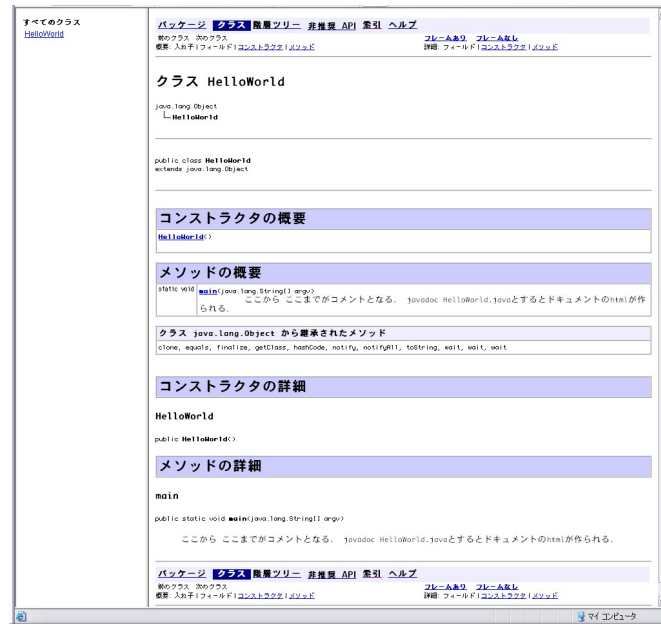 すべてのクラス
HelloWorld
パッケージ クラス 階層ツリー 非推奨 API 索引 ヘルプ
前のクラス 次のクラス
フレームあり フレームなし
概要: 入れ子 | フィールド | コンストラクタ | メソッド
詳細: フィールド | コンストラクタ | メソッド
クラス HelloWorld
java.lang.Object
HelloWorld
public class HelloWorld
extends java.lang.Object
コンストラクタの概要
HelloWorld()
メソッドの概要
static void main(java.lang.String[] argv)
ここから ここまでがコメントとなる. javadoc HelloWorld.javaとするとドキュメントのhtmlが作
られる.
クラス java.lang.Object から継承されたメソッド
clone, equals, finalize, getClass, hashCode, notify, notifyAll, toString, wait, wait, wait
コンストラクタの詳細
HelloWorld
public HelloWorld()
メソッドの詳細
main
public static void main(java.lang.String[] argv)
ここから ここまでがコメントとなる. javadoc HelloWorld.javaとするとドキュメントのhtmlが作られる.
パッケージ クラス 階層ツリー 非推奨 API 索引 ヘルプ
前のクラス 次のクラス
フレームあり フレームなし
概要: 入れ子 | フィールド | コンストラクタ | メソッド
詳細: フィールド | コンストラクタ | メソッド
マイ コンピュータ